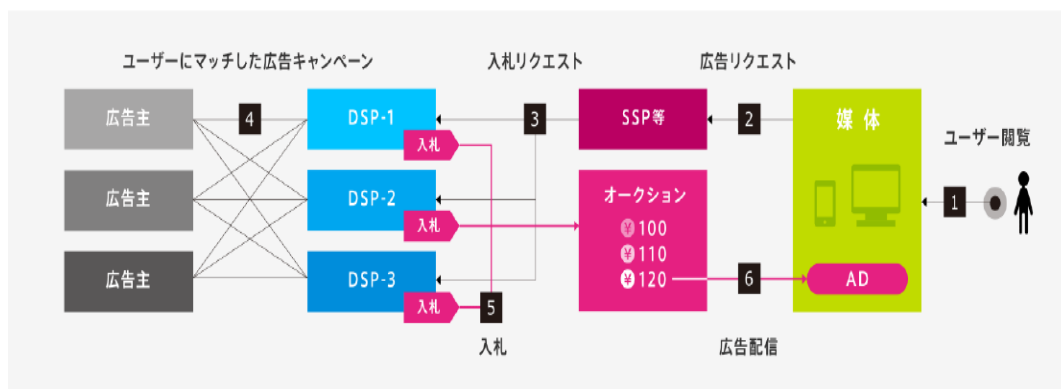 ユーザーにマッチした広告キャンペーン
入札リクエスト
広告リクエスト
広告主
4
DSP-1
入札
3
SSP等
2
媒体
ユーザー閲覧
1
広告主
DSP-2
入札
オークション
¥100
¥110
¥120
広告主
DSP-3
入札
5
6
AD
入札
広告配信